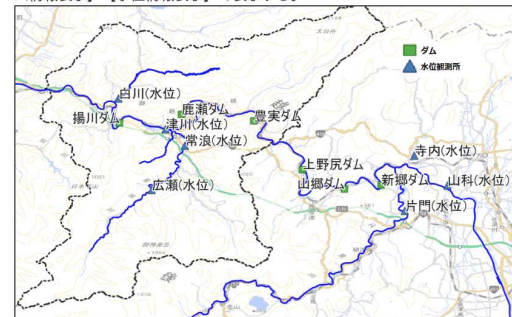 ダム
水位観測所
白川(水位)
鹿瀬ダム
豊実ダム
揚川ダム
津川(水位)
常浪(水位)
上野尻ダム
寺内(水位)
広瀬(水位)
山郷ダム
新郷ダム
山科(水位)
片門(水位)